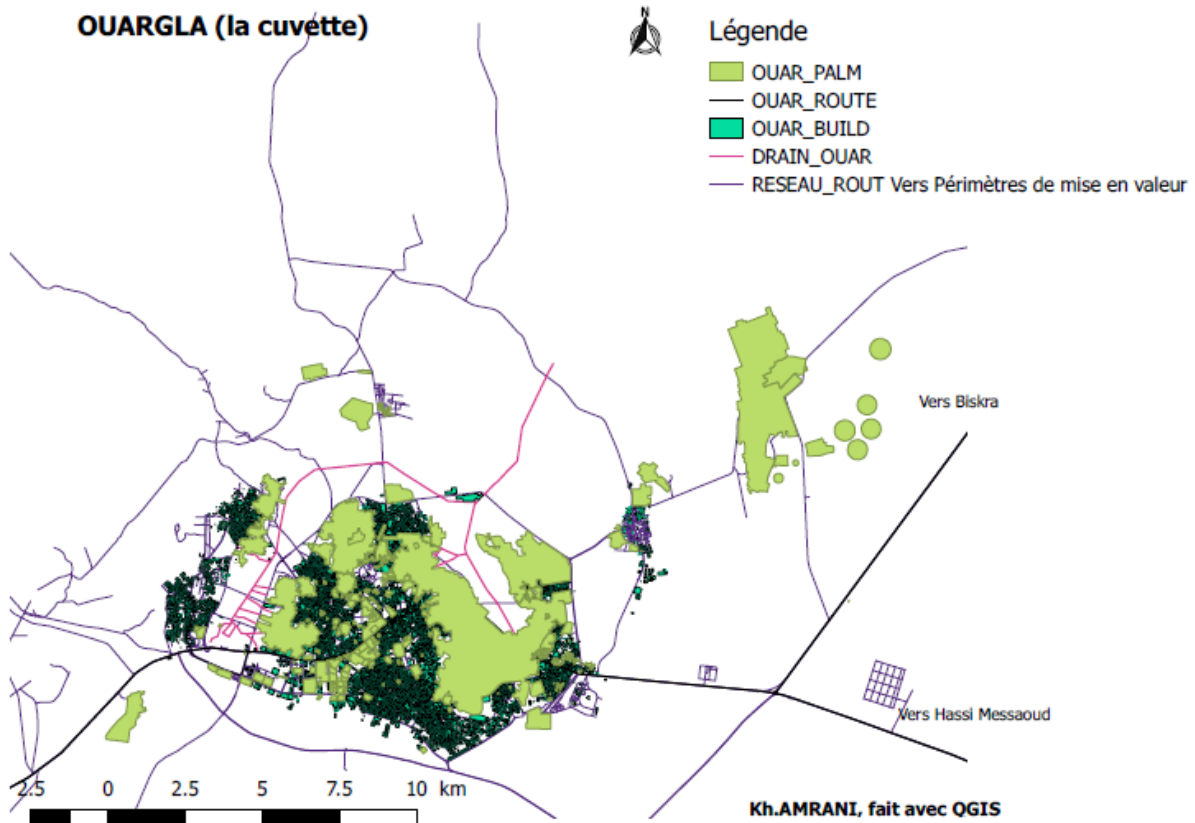 OUARGLA (la cuvette)
N
Légende
OUAR_PALM
OUAR_ROUTE
OUAR_BUILD
DRAIN_OUAR
RESEAU_ROUT Vers Périmètres de mise en valeur
Vers Biskra
Vers Hassi Messaoud
2.5 0 2.5 5 7.5 10 km
Kh.AMRANI, fait avec QGIS